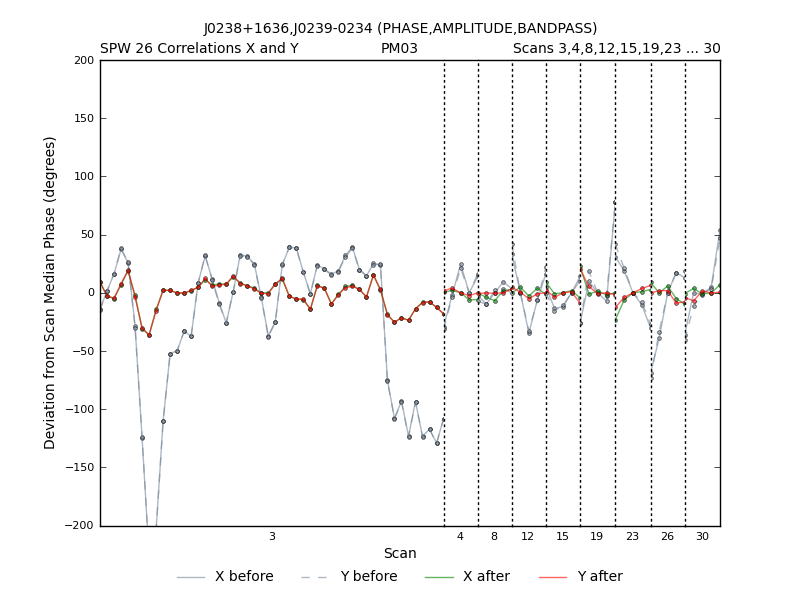 J0238+1636,J0239-0234 (PHASE,AMPLITUDE,BANDPASS)
SPW 26 Correlations X and Y PM03 Scans 3,4,8,12,15,19,23 ... 30
200
150
100
50
0
−50
−100
−150
−200
Deviation from Scan Median Phase (degrees)
3 4 8 12 15 19 23 26 30
Scan
X before Y before X after Y after